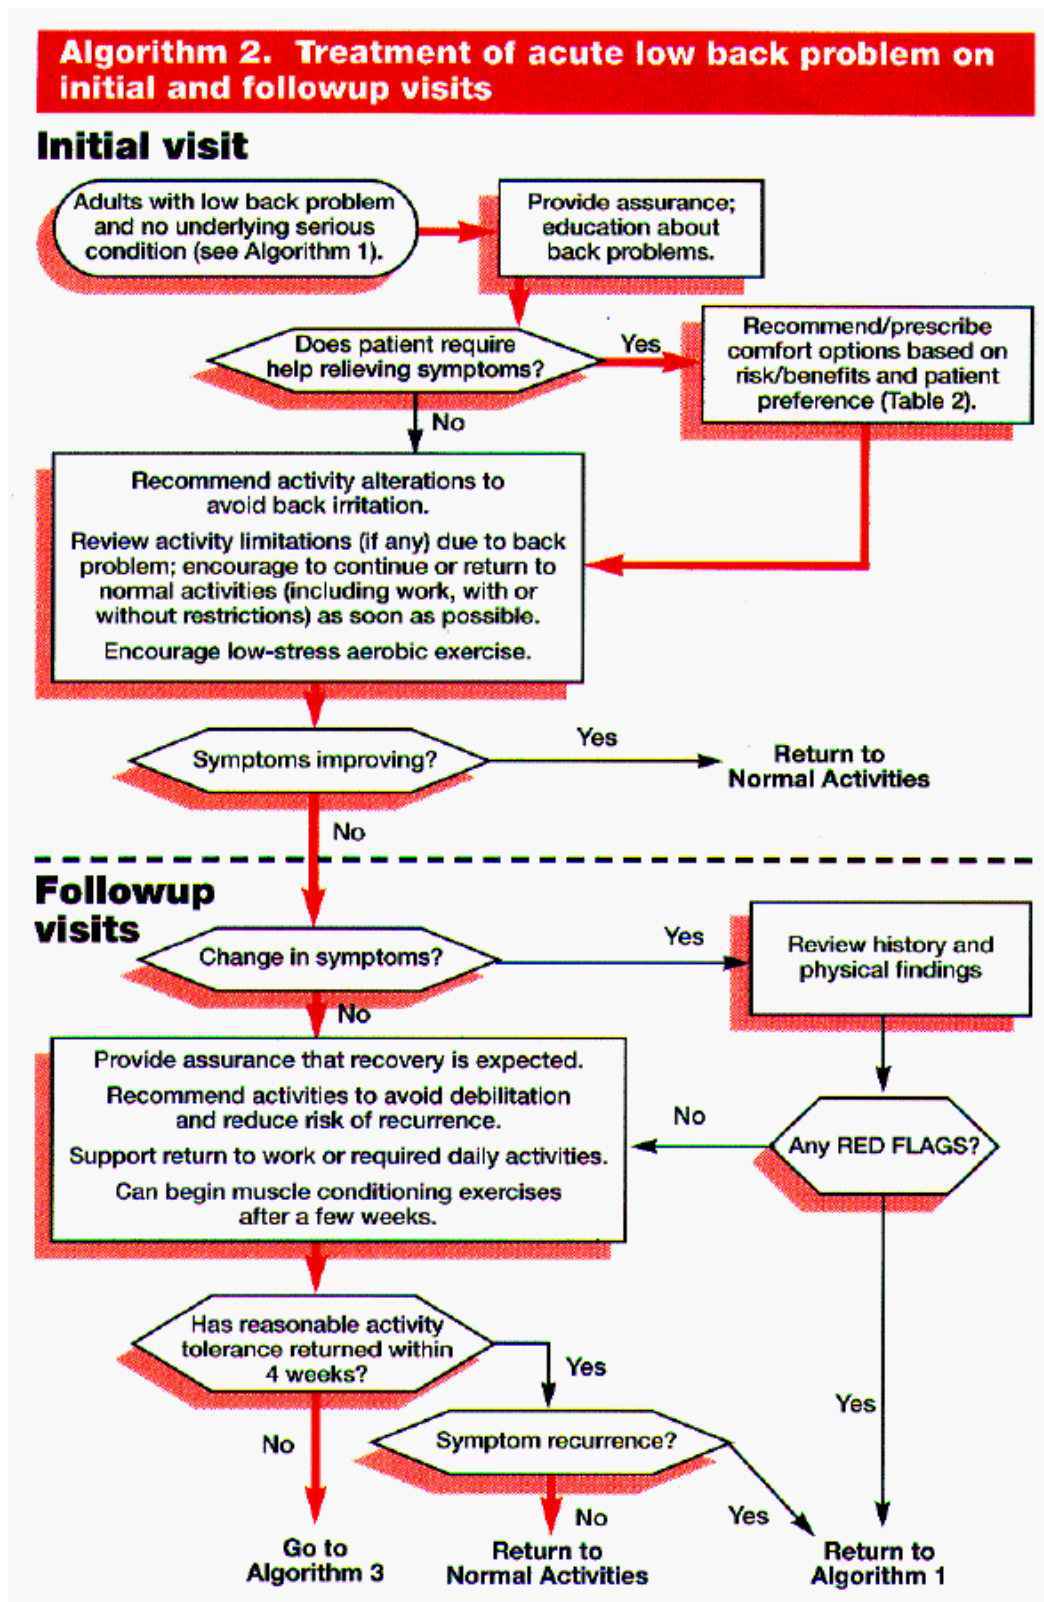 Algorithm 2. Treatment of acute low back problem on
initial and followup visits
Initial visit
Adults with low back problem
and no underlying serious
condition (see Algorithm 1).
Provide assurance;
education about
back problems.
Does patient require
help relieving symptoms?
Yes
Recommend/prescribe
comfort options based on
risk/benefits and patient
preference (Table 2).
No
Recommend activity alterations to
avoid back irritation.
Review activity limitations (if any) due to back
problem; encourage to continue or return to
normal activities (including work, with or
without restrictions) as soon as possible.
Encourage low-stress aerobic exercise.
Symptoms improving?
Yes
Return to
Normal Activities
No
Followup
visits
Change in symptoms?
Yes
Review history and
physical findings
No
Provide assurance that recovery is expected.
Recommend activities to avoid debilitation
and reduce risk of recurrence.
Support return to work or required daily activities.
Can begin muscle conditioning exercises
after a few weeks.
No
Any RED FLAGS?
Has reasonable activity
tolerance returned within
4 weeks?
Yes
Yes
No
Symptom recurrence?
No
Yes
Go to
Algorithm 3
Return to
Normal Activities
Return to
Algorithm 1